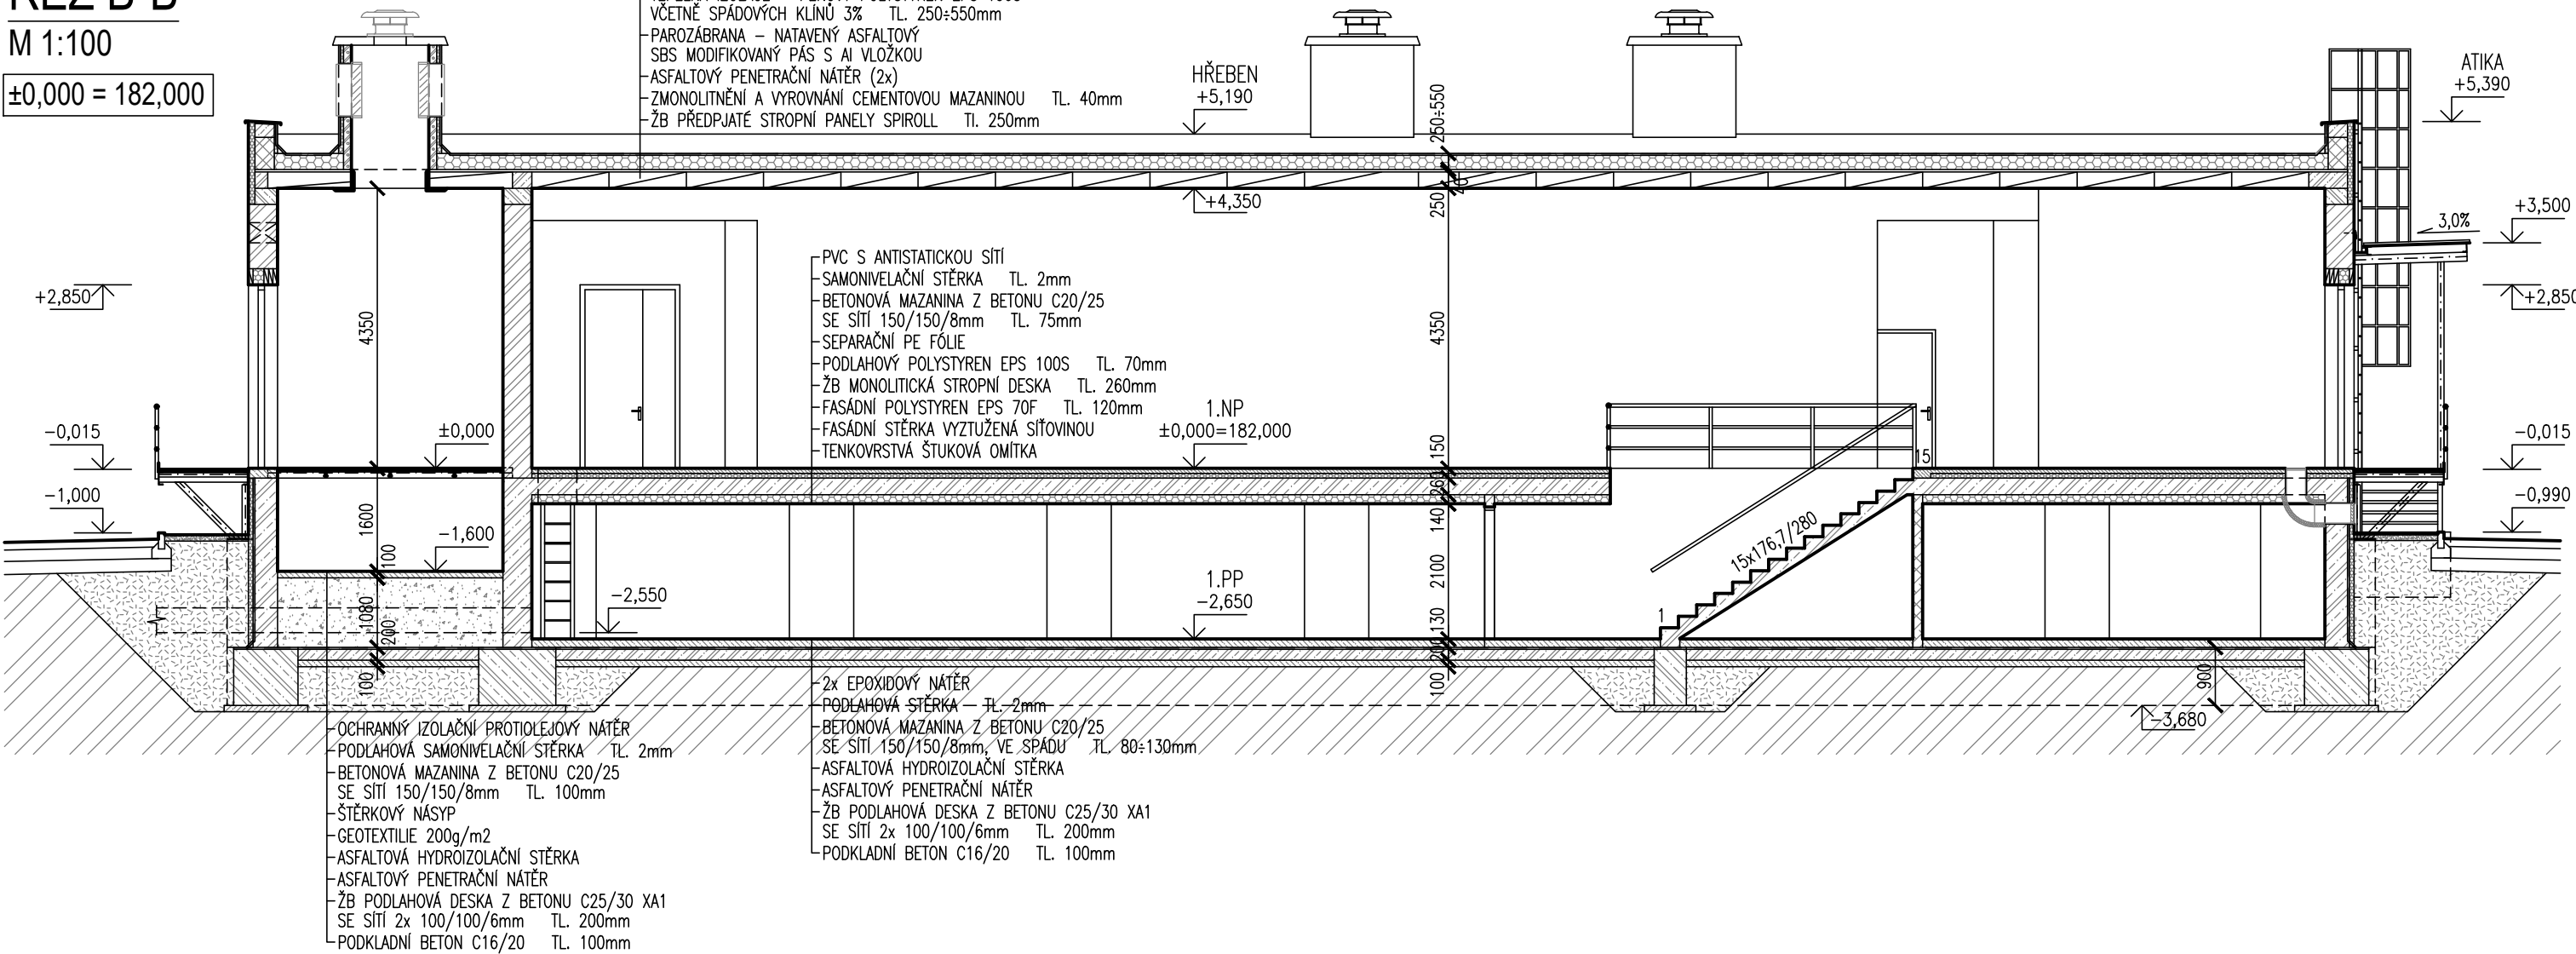 ŘEZ B-B
M 1:100
±0,000 = 182,000
VČETNĚ SPÁDOVÝCH KLÍNŮ 3% TL. 250÷550mm
PAROZÁBRANA – NATAVENÝ ASFALTOVÝ
SBS MODIFIKOVANÝ PÁS S Al VLOŽKOU
ASFALTOVÝ PENETRAČNÍ NÁTĚR (2x)
ZMONOLITNĚNÍ A VYROVNÁNÍ CEMENTOVOU MAZANINOU TL. 40mm
ŽB PŘEDPJATÉ STROPNÍ PANELY SPIROLL Tl. 250mm
HŘEBEN
+5,190
ATIKA
+5,390
250÷550
40
250
+4,350
+3,500
3,0%
+2,850
+2,850
4350
4350
PVC S ANTISTATICKOU SÍTÍ
SAMONIVELAČNÍ STĚRKA TL. 2mm
BETONOVÁ MAZANINA Z BETONU C20/25
SE SÍTÍ 150/150/8mm TL. 75mm
SEPARAČNÍ PE FÓLIE
PODLAHOVÝ POLYSTYREN EPS 100S TL. 70mm
ŽB MONOLITICKÁ STROPNÍ DESKA TL. 260mm
FASÁDNÍ POLYSTYREN EPS 70F TL. 120mm
FASÁDNÍ STĚRKA VYZTUŽENÁ SÍŤOVINOU
TENKOVRSTVÁ ŠTUKOVÁ OMÍTKA
1.NP
±0,000=182,000
±0,000
-0,015
-0,015
-1,000
-0,990
150
260
140
2100
130
200
100
15
1
15x176,7/280
1600
100
-1,600
1080
200
100
-2,550
1.PP
-2,650
900
-3,680
2x EPOXIDOVÝ NÁTĚR
PODLAHOVÁ STĚRKA TL. 2mm
BETONOVÁ MAZANINA Z BETONU C20/25
SE SÍTÍ 150/150/8mm, VE SPÁDU TL. 80÷130mm
ASFALTOVÁ HYDROIZOLAČNÍ STĚRKA
ASFALTOVÝ PENETRAČNÍ NÁTĚR
ŽB PODLAHOVÁ DESKA Z BETONU C25/30 XA1
SE SÍTÍ 2x 100/100/6mm TL. 200mm
PODKLADNÍ BETON C16/20 TL. 100mm
OCHRANNÝ IZOLAČNÍ PROTIOLEJOVÝ NÁTĚR
PODLAHOVÁ SAMONIVELAČNÍ STĚRKA TL. 2mm
BETONOVÁ MAZANINA Z BETONU C20/25
SE SÍTÍ 150/150/8mm TL. 100mm
ŠTĚRKOVÝ NÁSYP
GEOTEXTILIE 200g/m2
ASFALTOVÁ HYDROIZOLAČNÍ STĚRKA
ASFALTOVÝ PENETRAČNÍ NÁTĚR
ŽB PODLAHOVÁ DESKA Z BETONU C25/30 XA1
SE SÍTÍ 2x 100/100/6mm TL. 200mm
PODKLADNÍ BETON C16/20 TL. 100mm